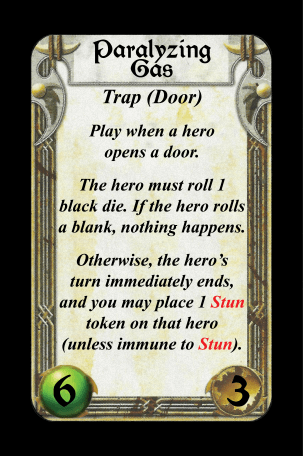 Paralyzing
Gas
Trap (Door)
Play when a hero
opens a door.
The hero must roll 1
black die. If the hero rolls
a blank, nothing happens.
Otherwise, the hero's
turn immediately ends,
and you may place 1 Stun
token on that hero
(unless immune to Stun).
6
3